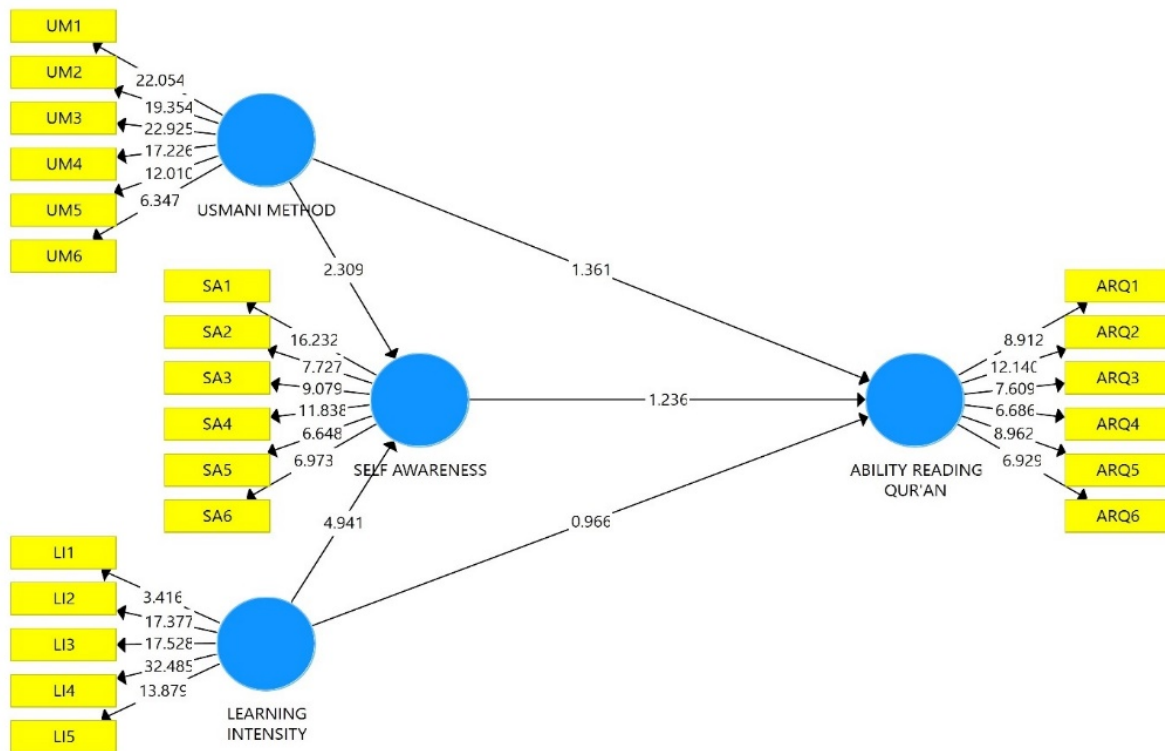 UM1
UM2
UM3
UM4
UM5
UM6
22.054
19.354
22.925
17.226
12.010
6.347
USMANI METHOD
2.309
1.361
SA1
SA2
SA3
SA4
SA5
SA6
16.232
7.727
9.079
11.838
6.648
6.973
SELF AWARENESS
1.236
4.941
0.966
ARQ1
ARQ2
ARQ3
ARQ4
ARQ5
ARQ6
8.912
12.140
7.609
6.686
8.962
6.929
ABILITY READING
QUR'AN
LI1
LI2
LI3
LI4
LI5
3.416
17.377
17.528
32.485
13.879
LEARNING
INTENSITY